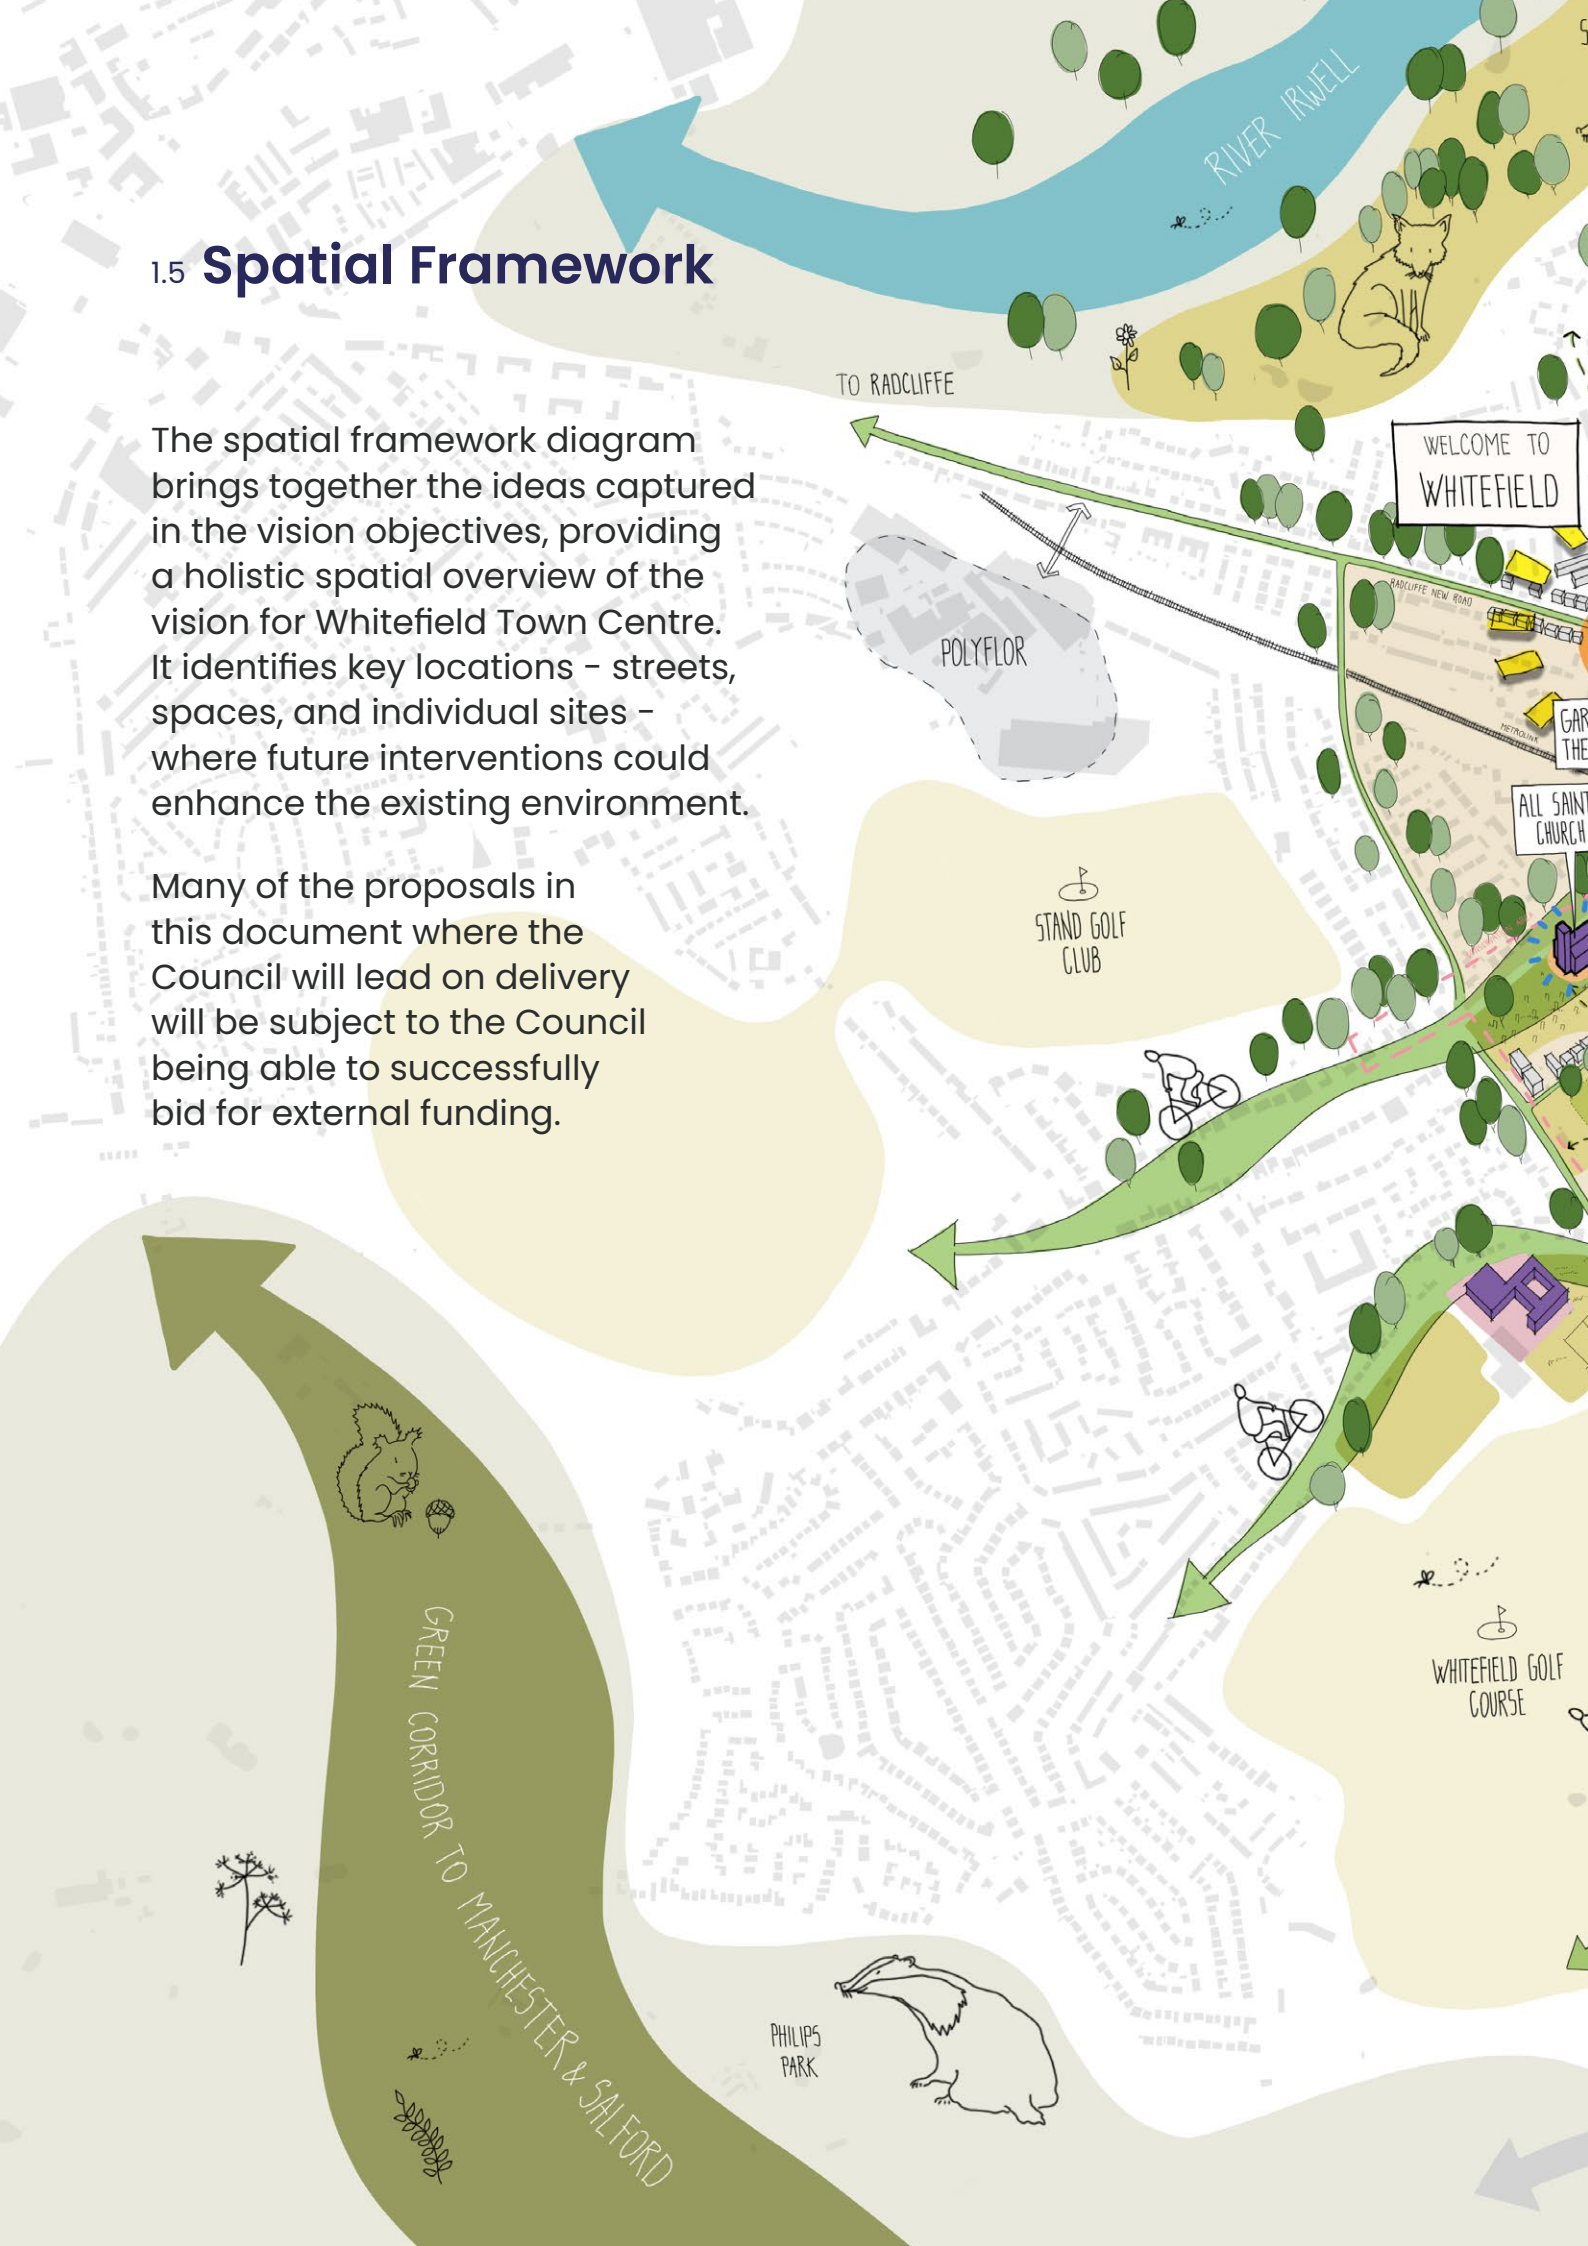 1.5 Spatial Framework
The spatial framework diagram
brings together the ideas captured
in the vision objectives, providing
a holistic spatial overview of the
vision for Whitefield Town Centre.
It identifies key locations - streets,
spaces, and individual sites -
where future interventions could
enhance the existing environment.
Many of the proposals in
this document where the
Council will lead on delivery
will be subject to the Council
being able to successfully
bid for external funding.
RIVER IRWELL
TO RADCLIFFE
WELCOME TO
WHITEFIELD
RADCLIFFE NEW ROAD
POLYFLOR
METROLINK
GAR
THE
ALL SAINT
CHURCH
STAND GOLF
CLUB
WHITEFIELD GOLF
COURSE
GREEN CORRIDOR TO MANCHESTER & SALFORD
PHILIPS
PARK